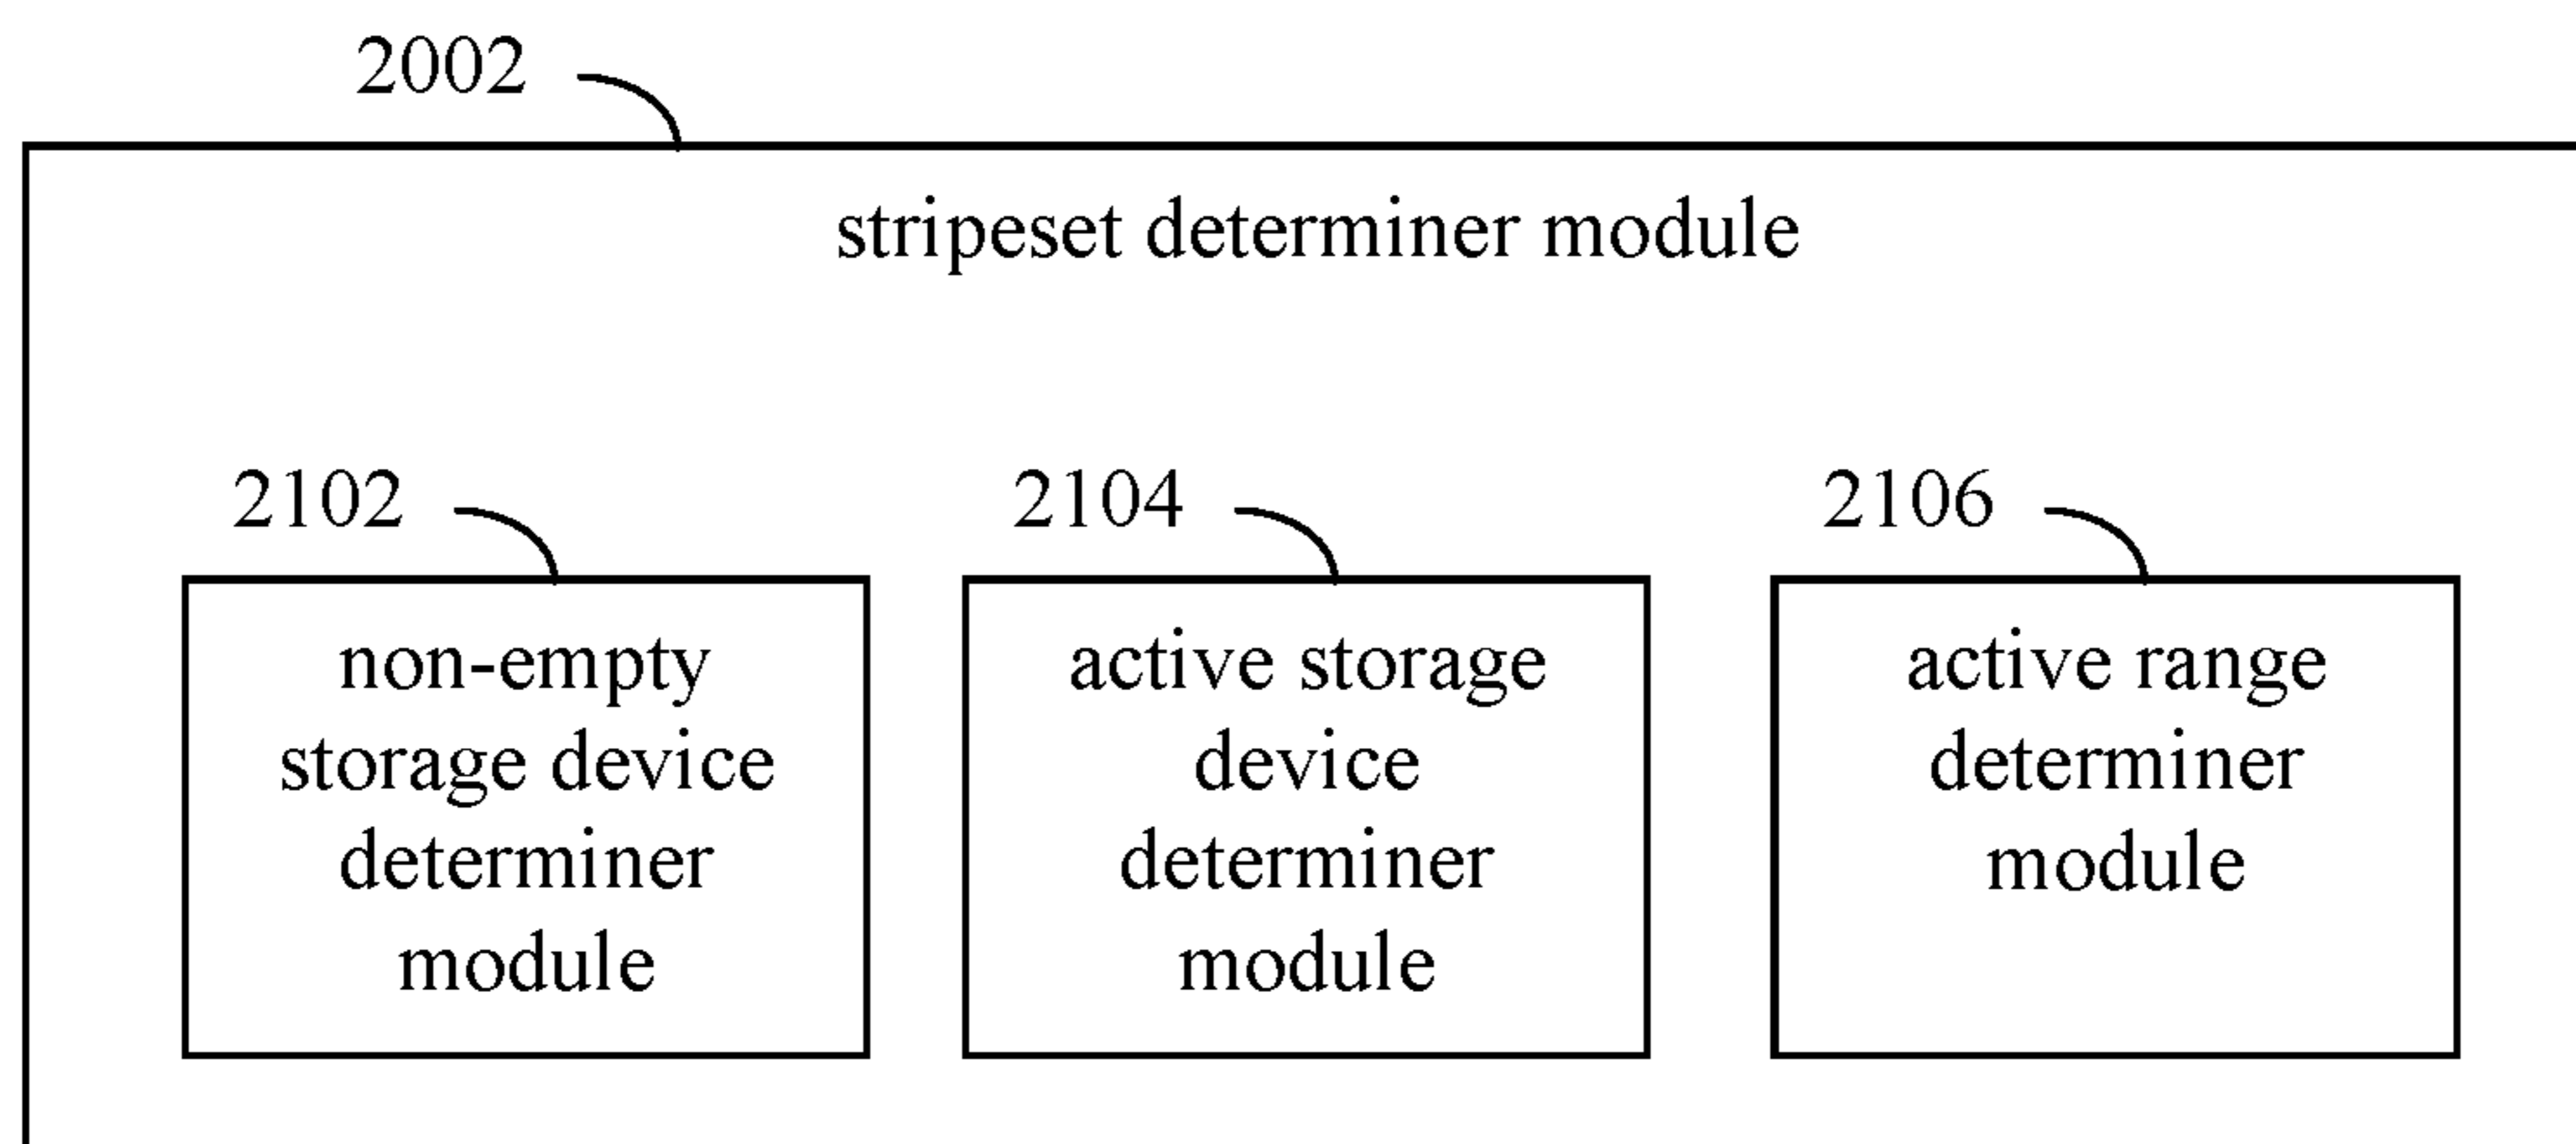 2002
stripeset determiner module
2102
non-empty
storage device
determiner
module
2104
active storage
device
determiner
module
2106
active range
determiner
module